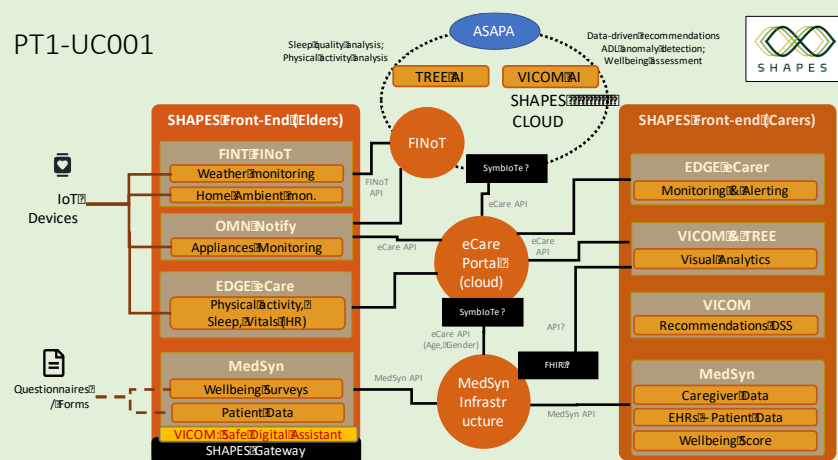 PT1-UC001
Sleep quality analysis;
Physical activity analysis
ASAPA
Data-driven recommendations
ADL anomaly detection;
Wellbeing assessment
SHAPES
TREE AI
VICOM AI
SHAPES
CLOUD
SHAPES Front-End (Elders)
FINT FINoT
Weather monitoring
Home Ambient mon.
OMN Notify
Appliances Monitoring
EDGE eCare
Physical activity,
Sleep, Vitals (HR)
MedSyn
Wellbeing Surveys
Patient Data
VICOM: Safe Digital Assistant
SHAPES Gateway
IoT
Devices
Questionnaires
/ Forms
FINoT
FINoT
API
SymbIoTe ?
eCare API
eCare
Portal
(cloud)
eCare
API
SymbIoTe ?
eCare API
(Age, Gender)
API?
FHIR ?
MedSyn API
MedSyn
Infrastr
ucture
MedSyn API
SHAPES Front-end (Carers)
EDGE eCarer
Monitoring & Alerting
VICOM & TREE
Visual Analytics
VICOM
Recommendations DSS
MedSyn
Caregiver Data
EHRs – Patient Data
Wellbeing Score